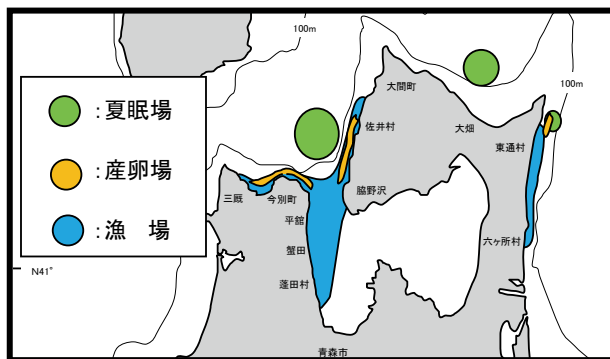 100m
100m
:夏眠場
:産卵場
:漁　場
大間町
大畑
佐井村
東通村
三厩
今別町
脇野沢
平舘
蟹田
六ヶ所村
蓬田村
N41°
青森市